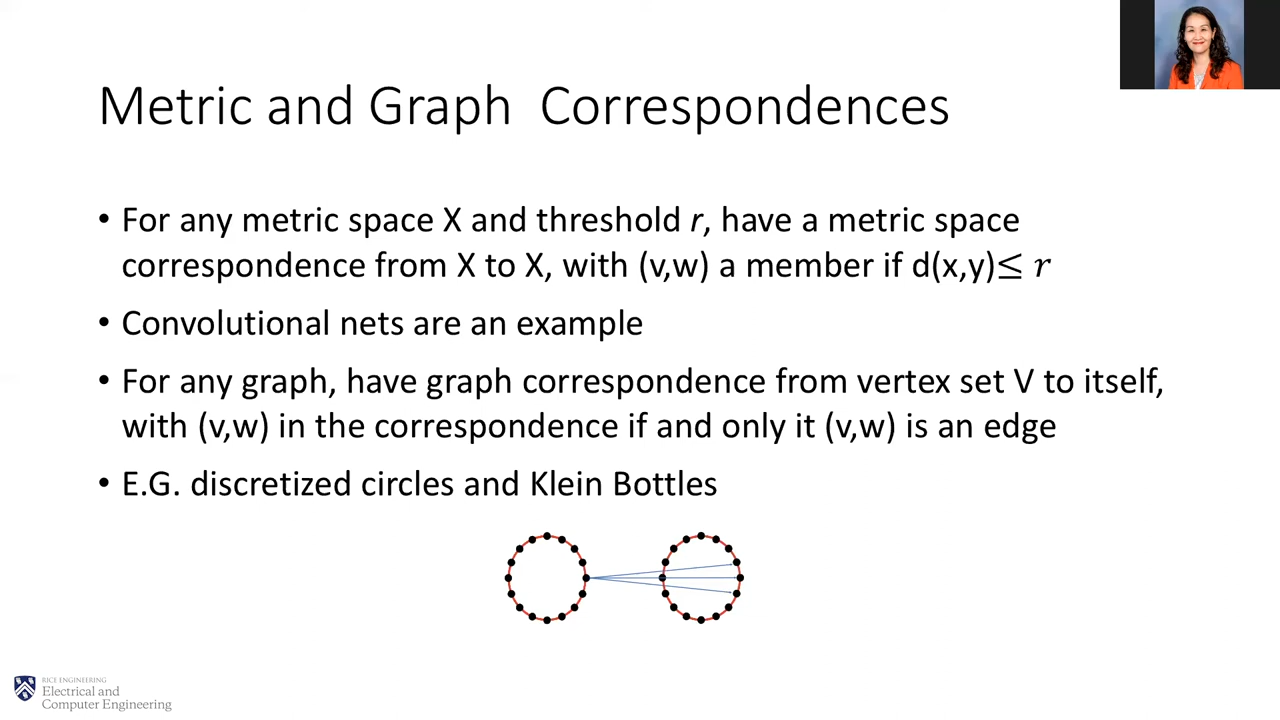 Metric and Graph Correspondences
• For any metric space X and threshold r, have a metric space
correspondence from X to X, with (v,w) a member if d(x,y)≤ r
• Convolutional nets are an example
• For any graph, have graph correspondence from vertex set V to itself,
with (v,w) in the correspondence if and only it (v,w) is an edge
• E.G. discretized circles and Klein Bottles
RICE ENGINEERING
Electrical and
Computer Engineering